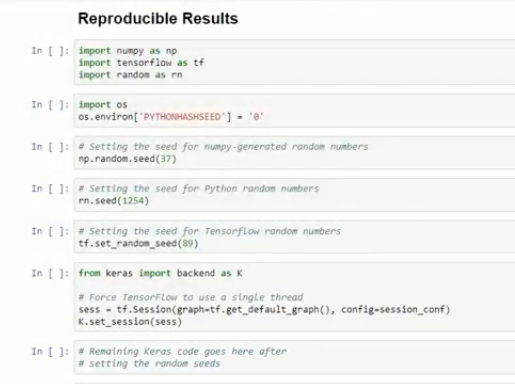 Reproducible Results
In [ ]: import numpy as np
import tensorflow as tf
import random as rn
In [ ]: import os
os.environ['PYTHONHASHSEED'] = '0'
In [ ]: # Setting the seed for numpy-generated random numbers
np.random.seed(37)
In [ ]: # Setting the seed for Python random numbers
rn.seed(1254)
In [ ]: # Setting the seed for Tensorflow random numbers
tf.set_random_seed(89)
In [ ]: from keras import backend as K
# Force TensorFlow to use a single thread
sess = tf.Session(graph=tf.get_default_graph(), config=session_conf)
K.set_session(sess)
In [ ]: # Remaining Keras code goes here after
# setting the random seeds